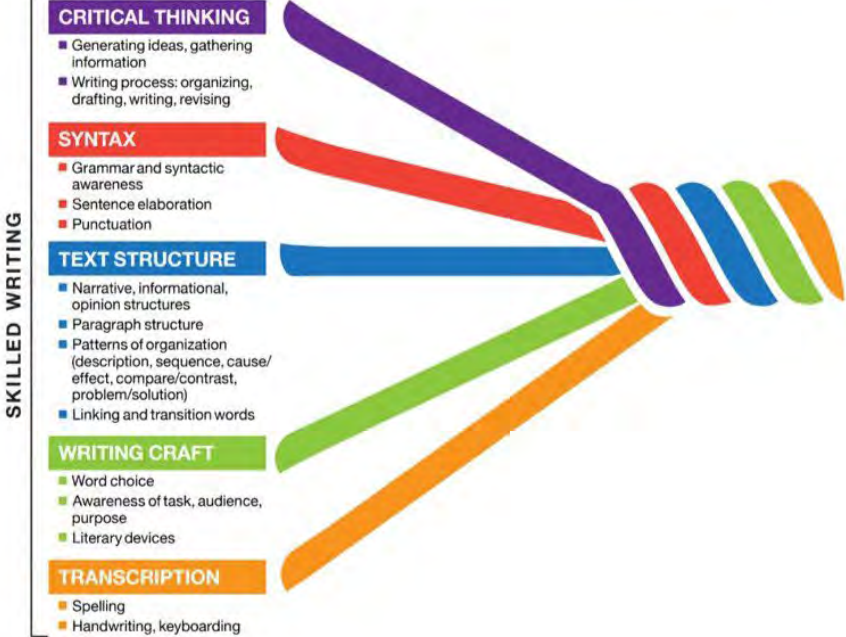 SKILLED WRITING
CRITICAL THINKING
Generating ideas, gathering
information
Writing process: organizing,
drafting, writing, revising
SYNTAX
Grammar and syntactic
awareness
Sentence elaboration
Punctuation
TEXT STRUCTURE
Narrative, informational,
opinion structures
Paragraph structure
Patterns of organization
(description, sequence, cause/
effect, compare/contrast,
problem/solution)
Linking and transition words
WRITING CRAFT
Word choice
Awareness of task, audience,
purpose
Literary devices
TRANSCRIPTION
Spelling
Handwriting, keyboarding